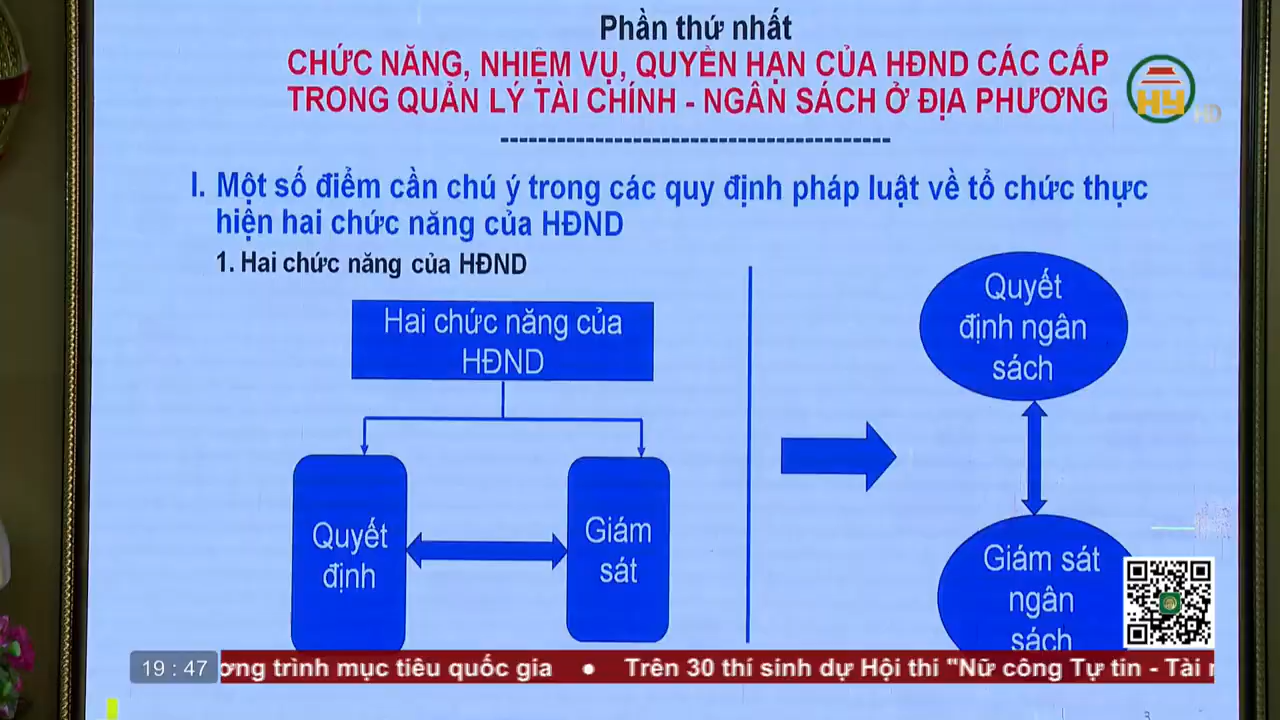 Phần thứ nhất
CHỨC NĂNG, NHIỆM VỤ, QUYỀN HẠN CỦA HĐND CÁC CẤP
TRONG QUẢN LÝ TÀI CHÍNH - NGÂN SÁCH Ở ĐỊA PHƯƠNG
HY HD
I. Một số điểm cần chú ý trong các quy định pháp luật về tổ chức thực
hiện hai chức năng của HĐND
1. Hai chức năng của HĐND
Hai chức năng của
HĐND
Quyết
định
Giám
sát
Quyết
định ngân
sách
Giám sát
ngân
sách
19 : 47
trình mục tiêu quốc gia • Trên 30 thí sinh dự Hội thi "Nữ công Tự tin - Tài
3